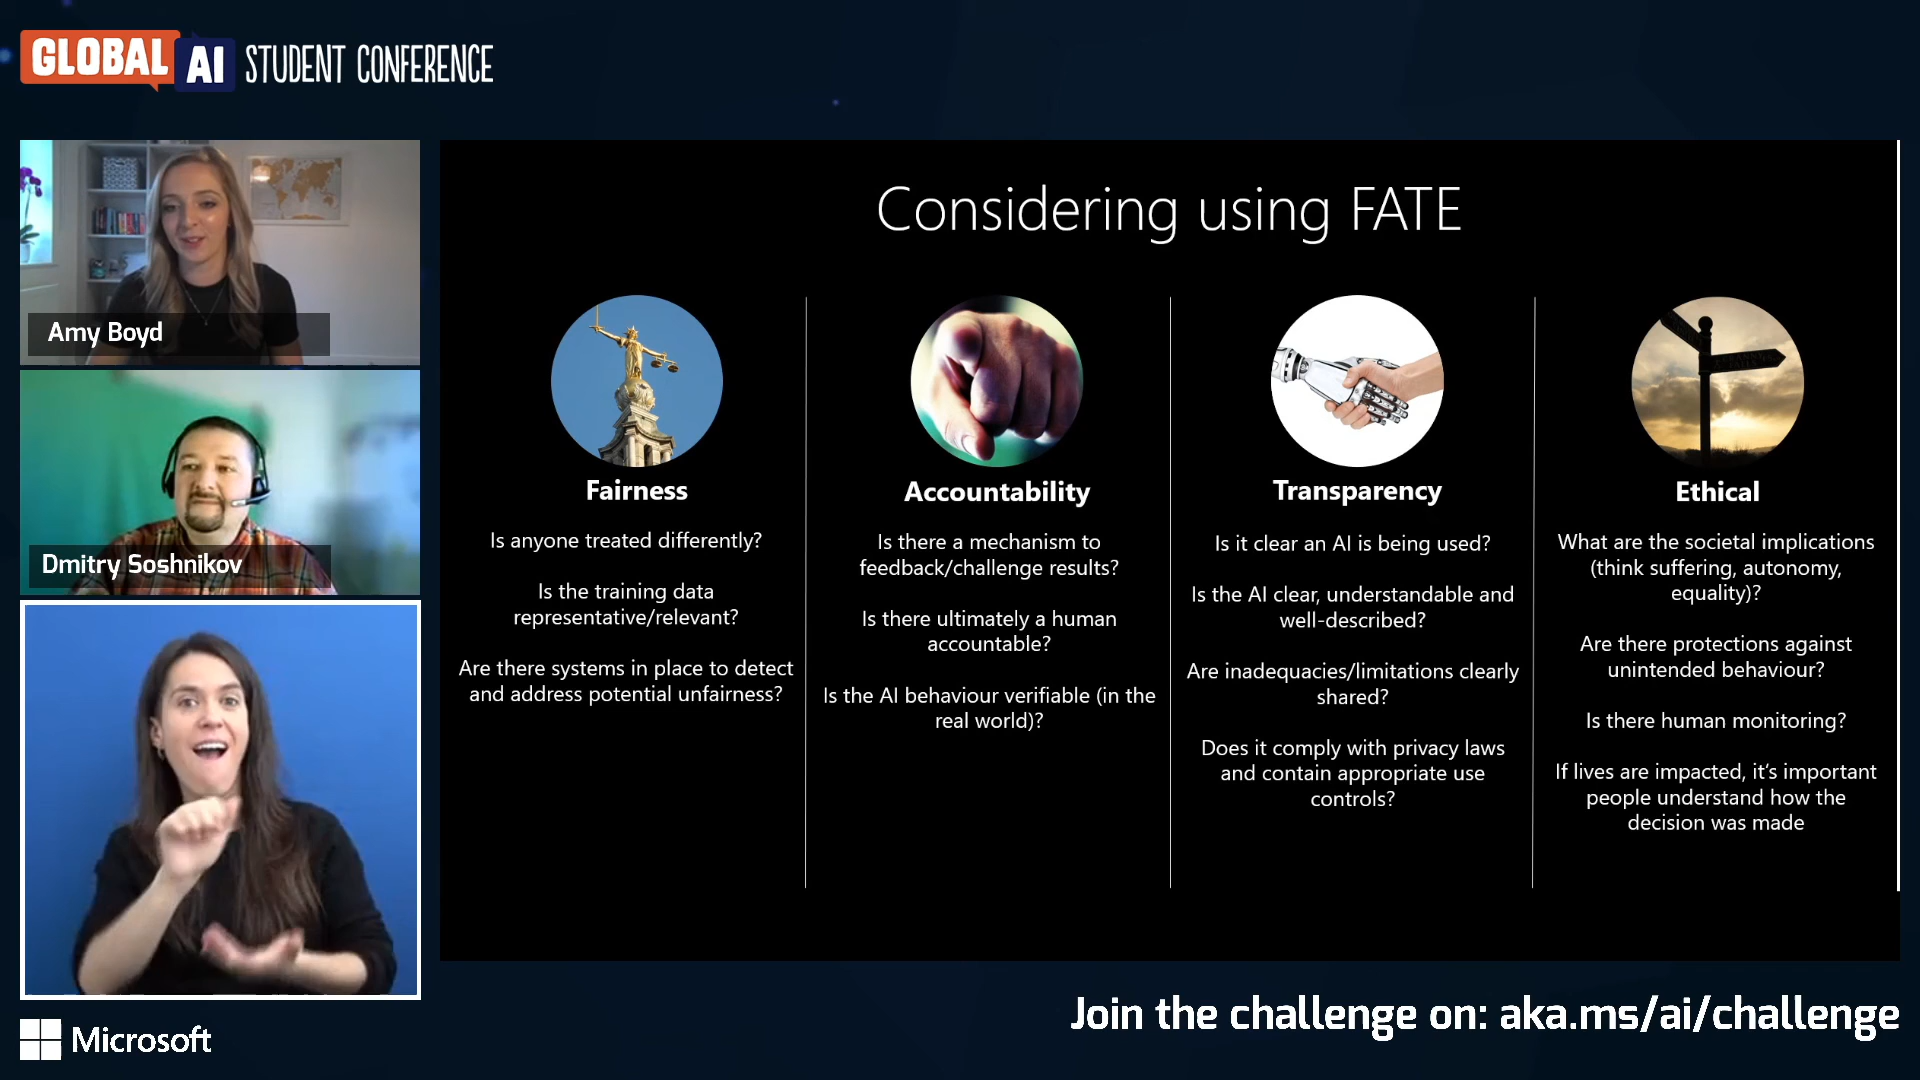 GLOBAL AI STUDENT CONFERENCE
Amy Boyd
Dmitry Soshnikov
Considering using FATE
Fairness
Is anyone treated differently?
Is the training data
representative/relevant?
Are there systems in place to detect
and address potential unfairness?
Accountability
Is there a mechanism to
feedback/challenge results?
Is there ultimately a human
accountable?
Is the AI behaviour verifiable (in the
real world)?
Transparency
Is it clear an AI is being used?
Is the AI clear, understandable and
well-described?
Are inadequacies/limitations clearly
shared?
Does it comply with privacy laws
and contain appropriate use
controls?
Ethical
What are the societal implications
(think suffering, autonomy,
equality)?
Are there protections against
unintended behaviour?
Is there human monitoring?
If lives are impacted, it's important
people understand how the
decision was made
Microsoft
Join the challenge on: aka.ms/ai/challenge